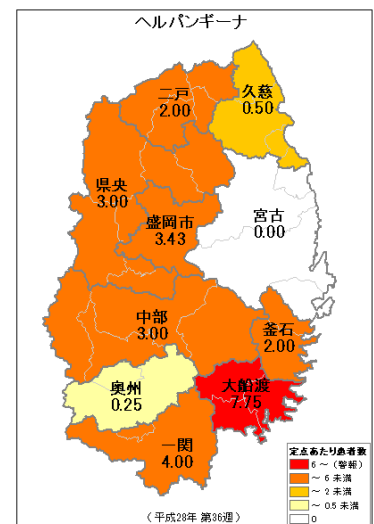 ヘルパンギーナ
二戸
2.00
久慈
0.50
県央
3.00
盛岡市
3.43
宮古
0.00
中部
3.00
釜石
2.00
奥州
0.25
大船渡
7.75
一関
4.00
定点あたり患者数
6 ～（警報）
～ 6 未満
～ 2 未満
～ 0.5 未満
0
（平成28年 第36週）